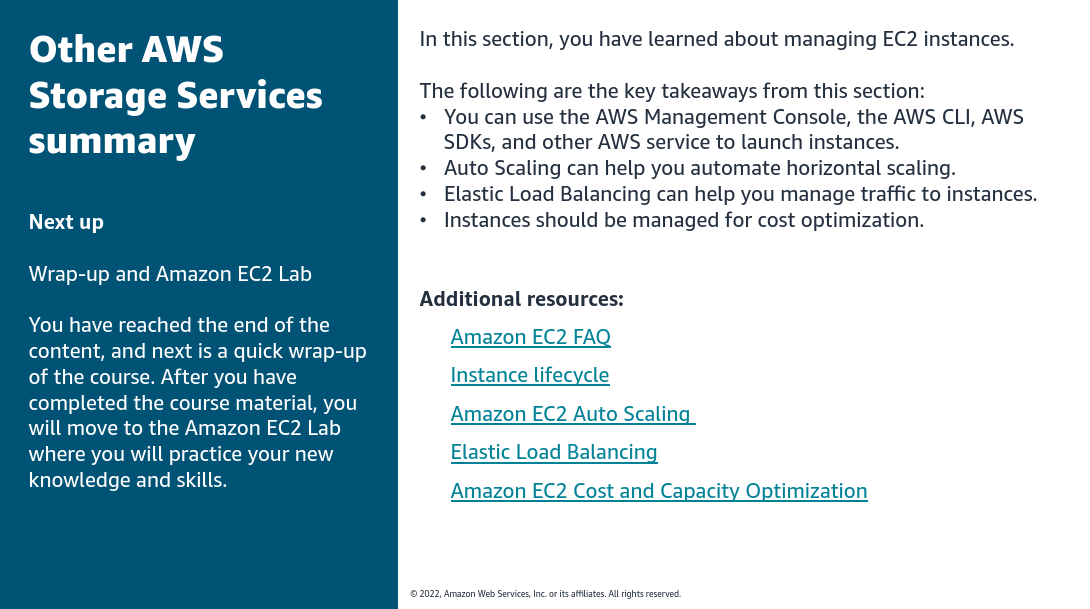 Other AWS
Storage Services
summary
Next up
Wrap-up and Amazon EC2 Lab
You have reached the end of the
content, and next is a quick wrap-up
of the course. After you have
completed the course material, you
will move to the Amazon EC2 Lab
where you will practice your new
knowledge and skills.
In this section, you have learned about managing EC2 instances.
The following are the key takeaways from this section:
• You can use the AWS Management Console, the AWS CLI, AWS
SDKs, and other AWS service to launch instances.
• Auto Scaling can help you automate horizontal scaling.
• Elastic Load Balancing can help you manage traffic to instances.
• Instances should be managed for cost optimization.
Additional resources:
Amazon EC2 FAQ
Instance lifecycle
Amazon EC2 Auto Scaling
Elastic Load Balancing
Amazon EC2 Cost and Capacity Optimization
© 2022, Amazon Web Services, Inc. or its affiliates. All rights reserved.